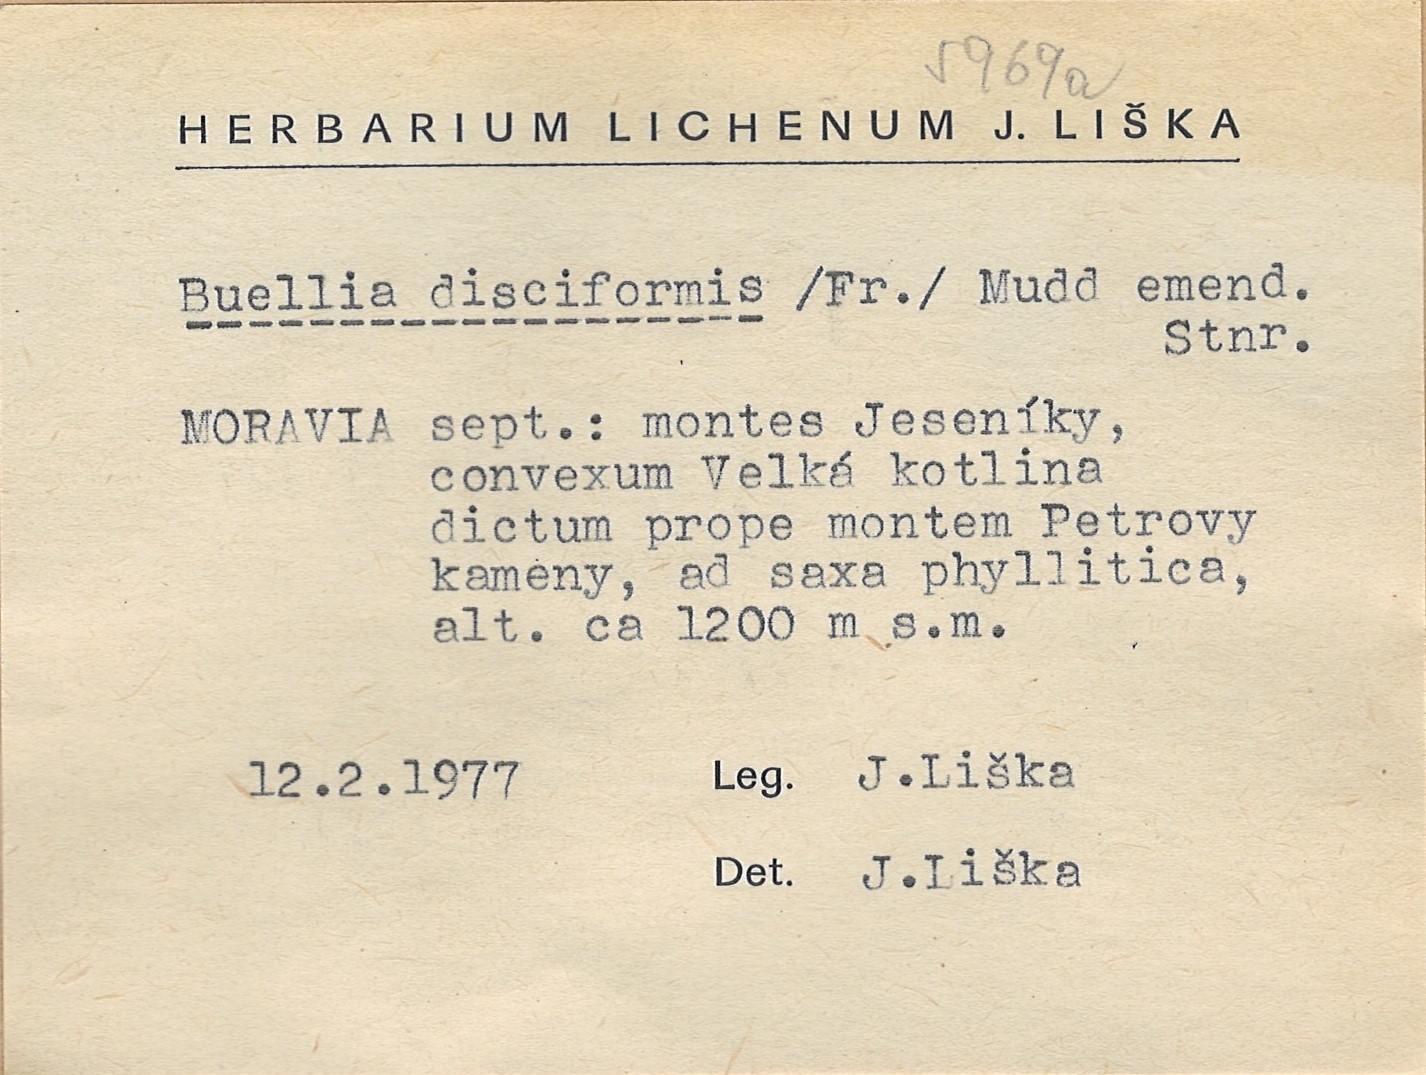 5969a
HERBARIUM LICHENUM J. LIŠKA
Buellia disciformis /Fr./ Mudd emend.
Stnr.
MORAVIA sept.: montes Jeseníky,
convexum Velká kotlina
dictum prope montem Petrovy
kameny, ad saxa phyllitica,
alt. ca 1200 m s.m.
12.2.1977 Leg. J.Liška
Det. J.Liška